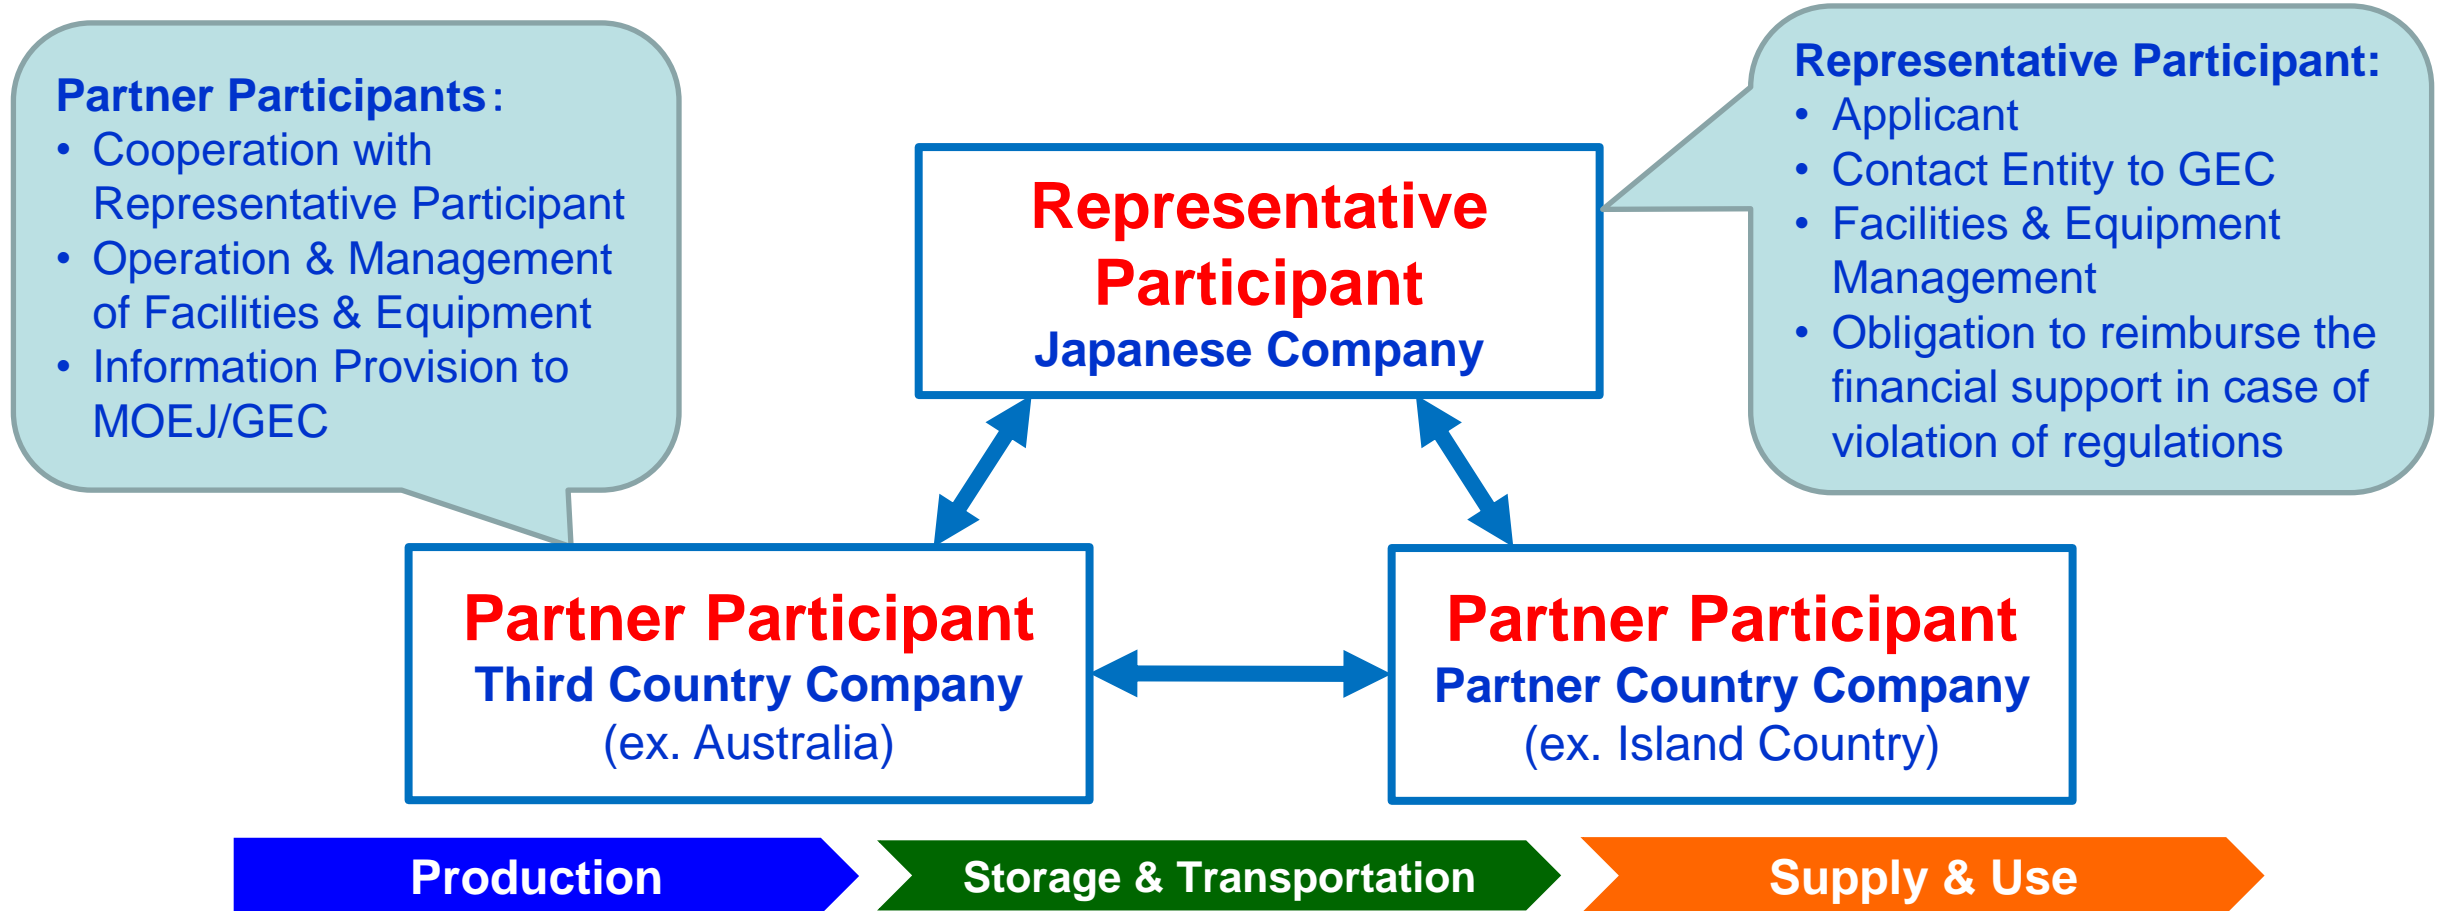 Partner Participants：
• Cooperation with
Representative Participant
• Operation & Management
of Facilities & Equipment
• Information Provision to
MOEJ/GEC
Representative Participant:
• Applicant
• Contact Entity to GEC
• Facilities & Equipment
Management
• Obligation to reimburse the
financial support in case of
violation of regulations
Representative
Participant
Japanese Company
Partner Participant
Third Country Company
(ex. Australia)
Partner Participant
Partner Country Company
(ex. Island Country)
Production
Storage & Transportation
Supply & Use